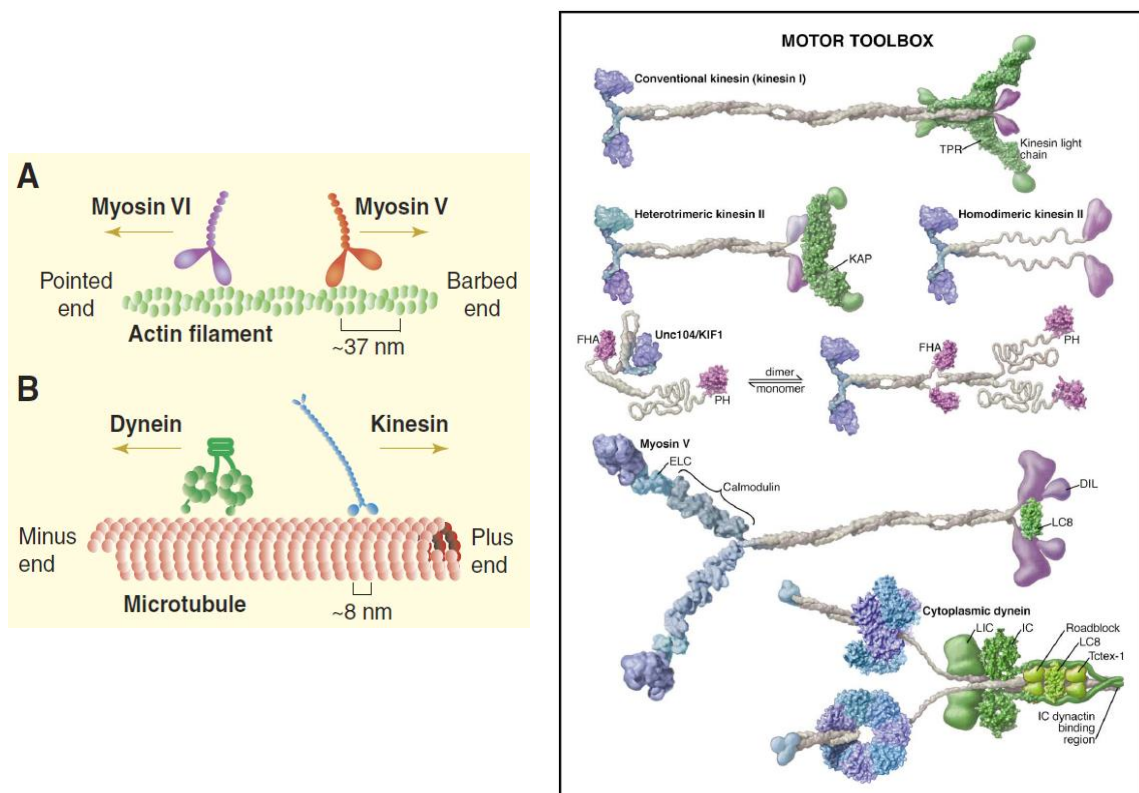 A
Myosin VI
Myosin V
Pointed
end
Barbed
end
Actin filament
~37 nm
B
Dynein
Kinesin
Minus
end
Plus
end
Microtubule
~8 nm
MOTOR TOOLBOX
Conventional kinesin (kinesin I)
TPR
Kinesin light
chain
Heterotrimeric kinesin II
Homodimeric kinesin II
KAP
Unc104/KIF1
FHA
PH
dimer
monomer
FHA
PH
Myosin V
ELC
Calmodulin
DIL
LC8
Cytoplasmic dynein
LIC
IC
Roadblock
LC8
Tctex-1
IC dynactin
binding
region